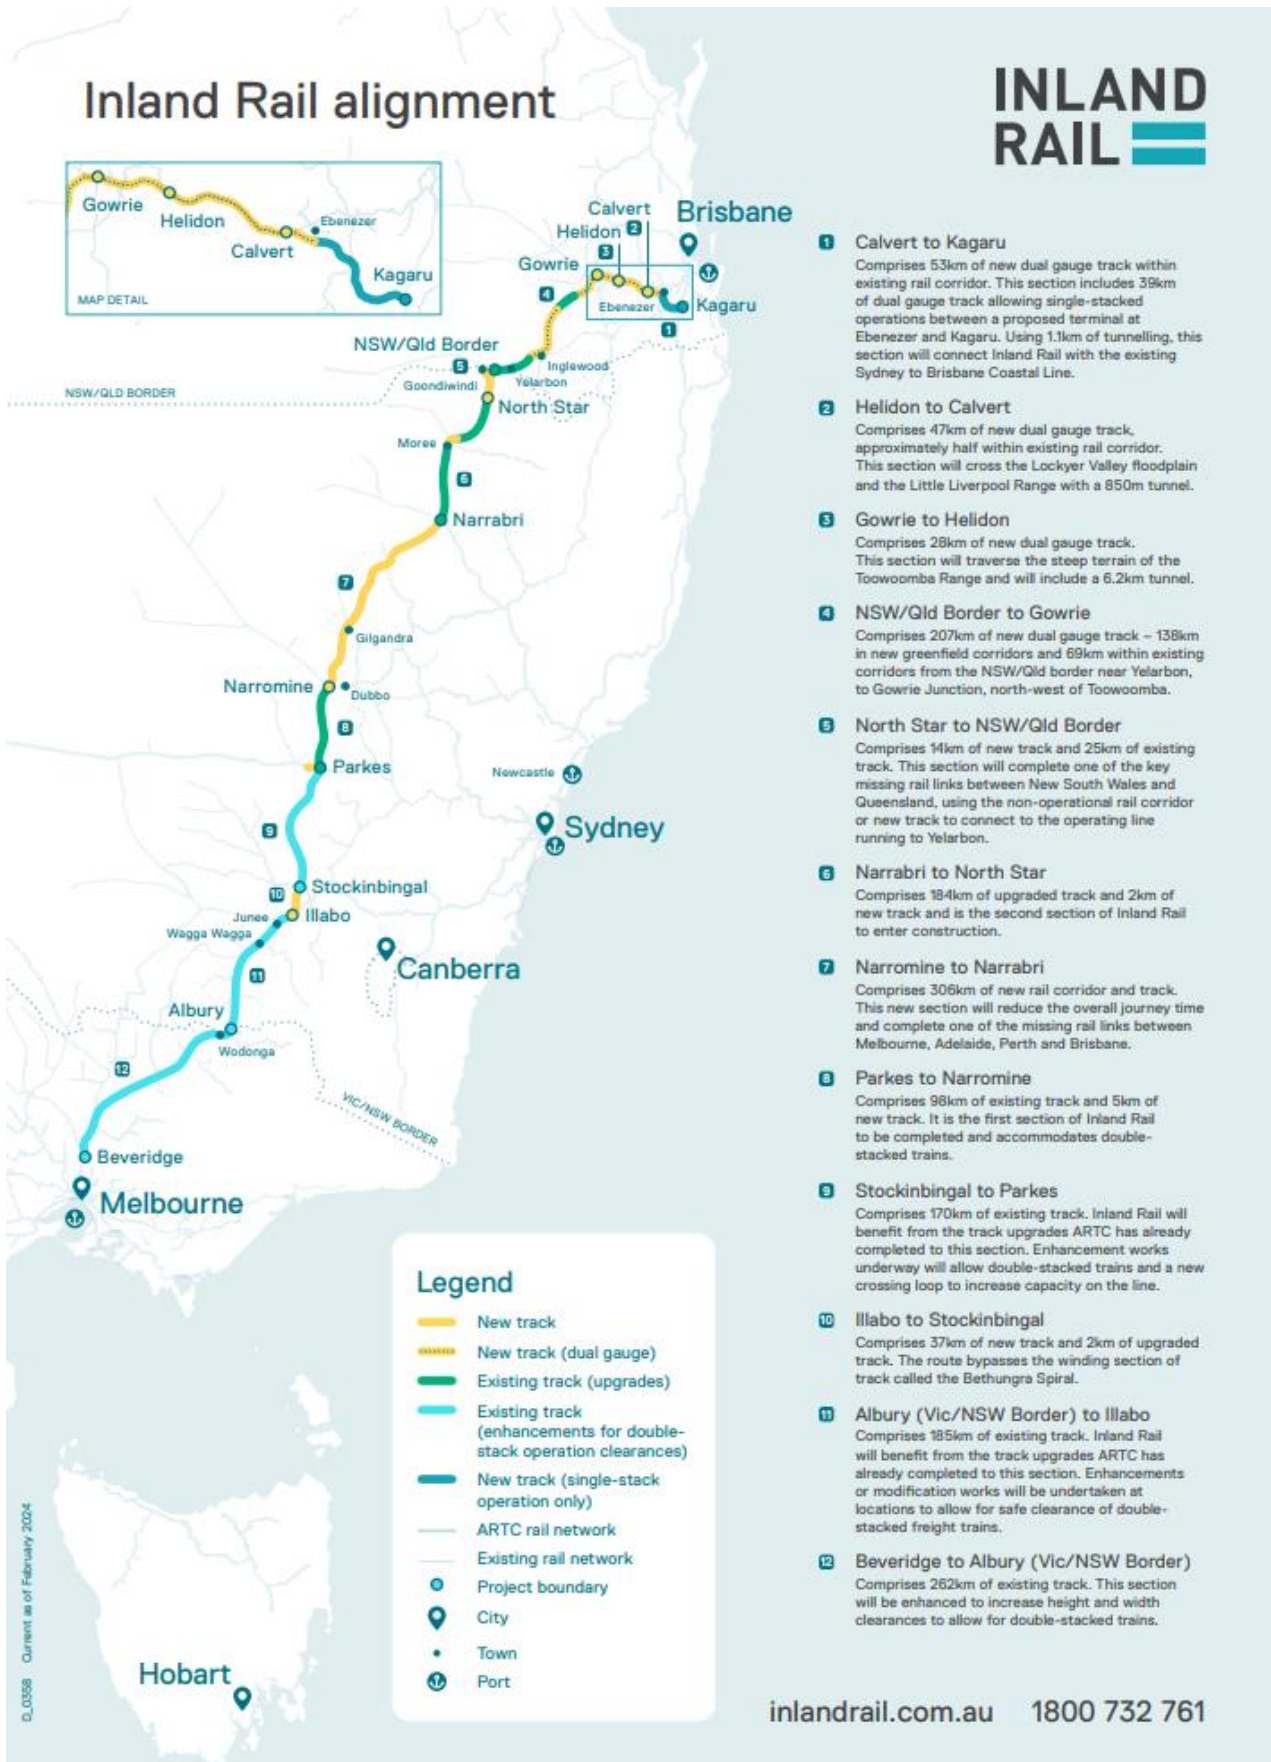 Inland Rail alignment
INLAND
RAIL
Gowrie
Helidon
Calvert
Ebenezer
Kagaru
MAP DETAIL
Calvert
Brisbane
Helidon 2
3
Gowrie
4
Ebenezer
Kagaru
1
NSW/Qld Border
5
Inglewood
Goondiwindi
Yelarbon
NSW/QLD BORDER
North Star
Moree
6
Narrabri
7
Gilgandra
Narromine
Dubbo
8
Parkes
Newcastle
9
Sydney
10
Stockinbingal
Junee
Illabo
Wagga Wagga
11
Canberra
Albury
Wodonga
12
VIC/NSW BORDER
Beveridge
Melbourne
Hobart
Legend
New track
New track (dual gauge)
Existing track (upgrades)
Existing track
(enhancements for double-
stack operation clearances)
New track (single-stack
operation only)
ARTC rail network
Existing rail network
Project boundary
City
Town
Port
1 Calvert to Kagaru
Comprises 53km of new dual gauge track within
existing rail corridor. This section includes 39km
of dual gauge track allowing single-stacked
operations between a proposed terminal at
Ebenezer and Kagaru. Using 1.1km of tunnelling, this
section will connect Inland Rail with the existing
Sydney to Brisbane Coastal Line.
2 Helidon to Calvert
Comprises 47km of new dual gauge track,
approximately half within existing rail corridor.
This section will cross the Lockyer Valley floodplain
and the Little Liverpool Range with a 850m tunnel.
3 Gowrie to Helidon
Comprises 28km of new dual gauge track.
This section will traverse the steep terrain of the
Toowoomba Range and will include a 6.2km tunnel.
4 NSW/Qld Border to Gowrie
Comprises 207km of new dual gauge track – 138km
in new greenfield corridors and 69km within existing
corridors from the NSW/Qld border near Yelarbon,
to Gowrie Junction, north-west of Toowoomba.
5 North Star to NSW/Qld Border
Comprises 14km of new track and 25km of existing
track. This section will complete one of the key
missing rail links between New South Wales and
Queensland, using the non-operational rail corridor
or new track to connect to the operating line
running to Yelarbon.
6 Narrabri to North Star
Comprises 184km of upgraded track and 2km of
new track and is the second section of Inland Rail
to enter construction.
7 Narromine to Narrabri
Comprises 306km of new rail corridor and track.
This new section will reduce the overall journey time
and complete one of the missing rail links between
Melbourne, Adelaide, Perth and Brisbane.
8 Parkes to Narromine
Comprises 98km of existing track and 5km of
new track. It is the first section of Inland Rail
to be completed and accommodates double-
stacked trains.
9 Stockinbingal to Parkes
Comprises 170km of existing track. Inland Rail will
benefit from the track upgrades ARTC has already
completed to this section. Enhancement works
underway will allow double-stacked trains and a new
crossing loop to increase capacity on the line.
10 Illabo to Stockinbingal
Comprises 37km of new track and 2km of upgraded
track. The route bypasses the winding section of
track called the Bethungra Spiral.
11 Albury (Vic/NSW Border) to Illabo
Comprises 185km of existing track. Inland Rail
will benefit from the track upgrades ARTC has
already completed to this section. Enhancements
or modification works will be undertaken at
locations to allow for safe clearance of double-
stacked freight trains.
12 Beveridge to Albury (Vic/NSW Border)
Comprises 262km of existing track. This section
will be enhanced to increase height and width
clearances to allow for double-stacked trains.
inlandrail.com.au 1800 732 761
D_0358 Current as of February 2024